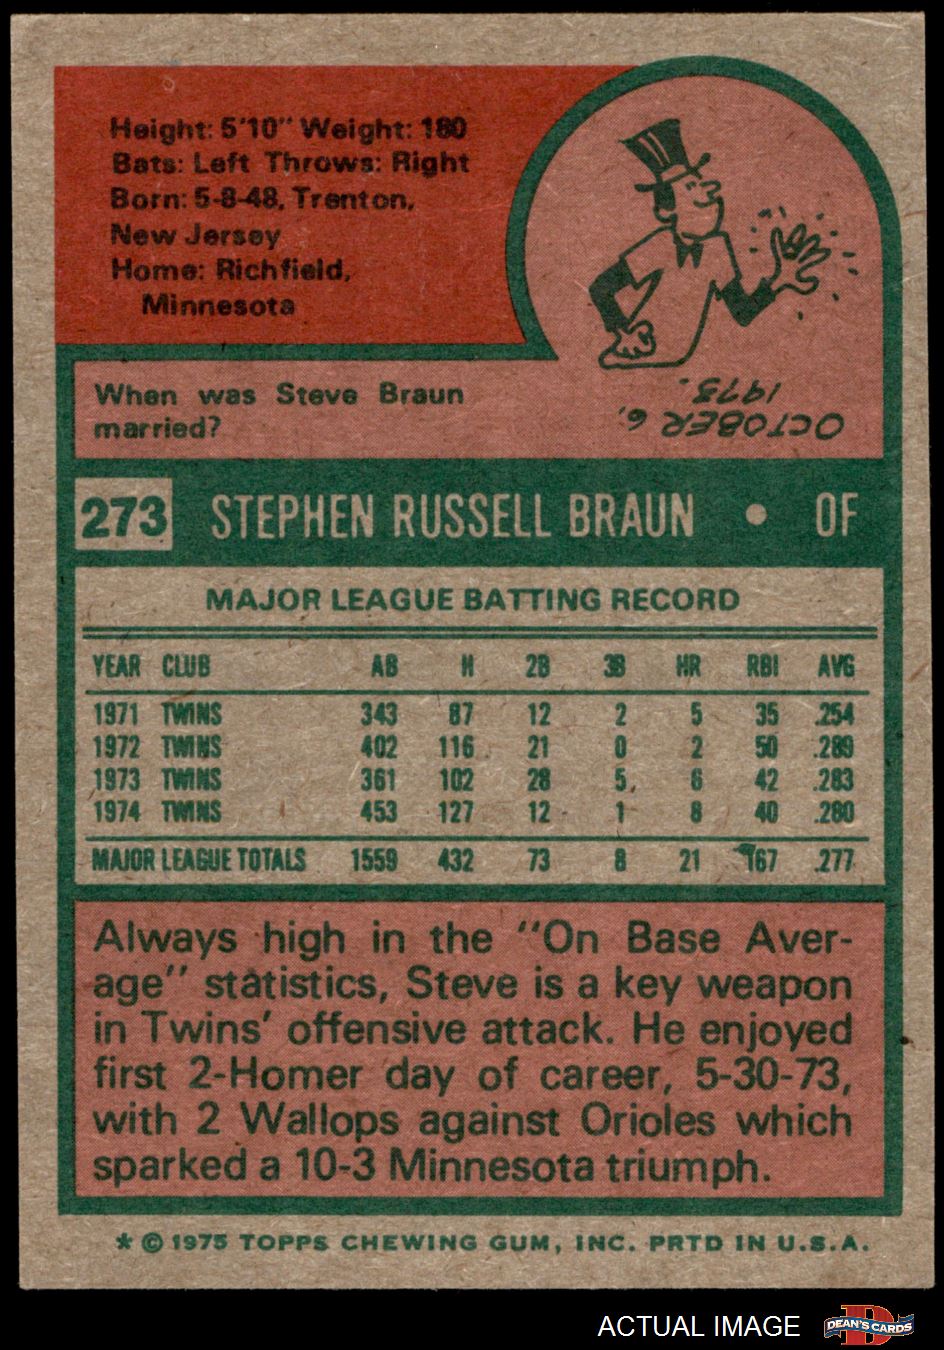 Height: 5'10" Weight: 180
Bats: Left Throws: Right
Born: 5-8-48, Trenton,
New Jersey
Home: Richfield,
Minnesota
When was Steve Braun
married?
OCTOBER 6,
1973.
273 STEPHEN RUSSELL BRAUN • OF
MAJOR LEAGUE BATTING RECORD
YEAR CLUB AB H 2B 3B HR RBI AVG
1971 TWINS 343 87 12 2 5 35 .254
1972 TWINS 402 116 21 0 2 50 .289
1973 TWINS 361 102 28 5 6 42 .283
1974 TWINS 453 127 12 1 8 40 .280
MAJOR LEAGUE TOTALS 1559 432 73 8 21 167 .277
Always high in the "On Base Aver-
age" statistics, Steve is a key weapon
in Twins' offensive attack. He enjoyed
first 2-Homer day of career, 5-30-73,
with 2 Wallops against Orioles which
sparked a 10-3 Minnesota triumph.
* © 1975 TOPPS CHEWING GUM, INC. PRTD IN U.S.A.
ACTUAL IMAGE
DEAN'S CARDS